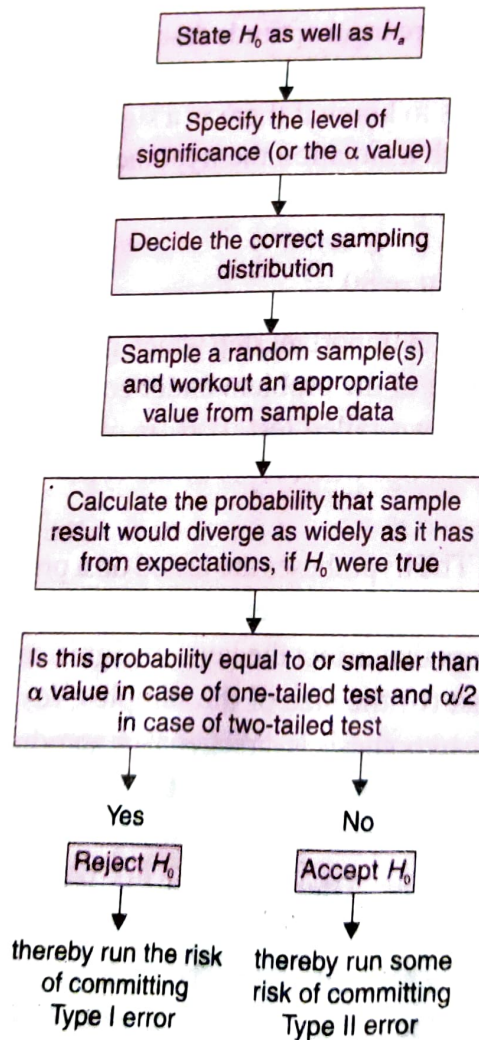 State H₀ as well as Hₐ
Specify the level of
significance (or the α value)
Decide the correct sampling
distribution
Sample a random sample(s)
and workout an appropriate
value from sample data
Calculate the probability that sample
result would diverge as widely as it has
from expectations, if H₀ were true
Is this probability equal to or smaller than
α value in case of one-tailed test and α/2
in case of two-tailed test
Yes
Reject H₀
thereby run the risk
of committing
Type I error
No
Accept H₀
thereby run some
risk of committing
Type II error